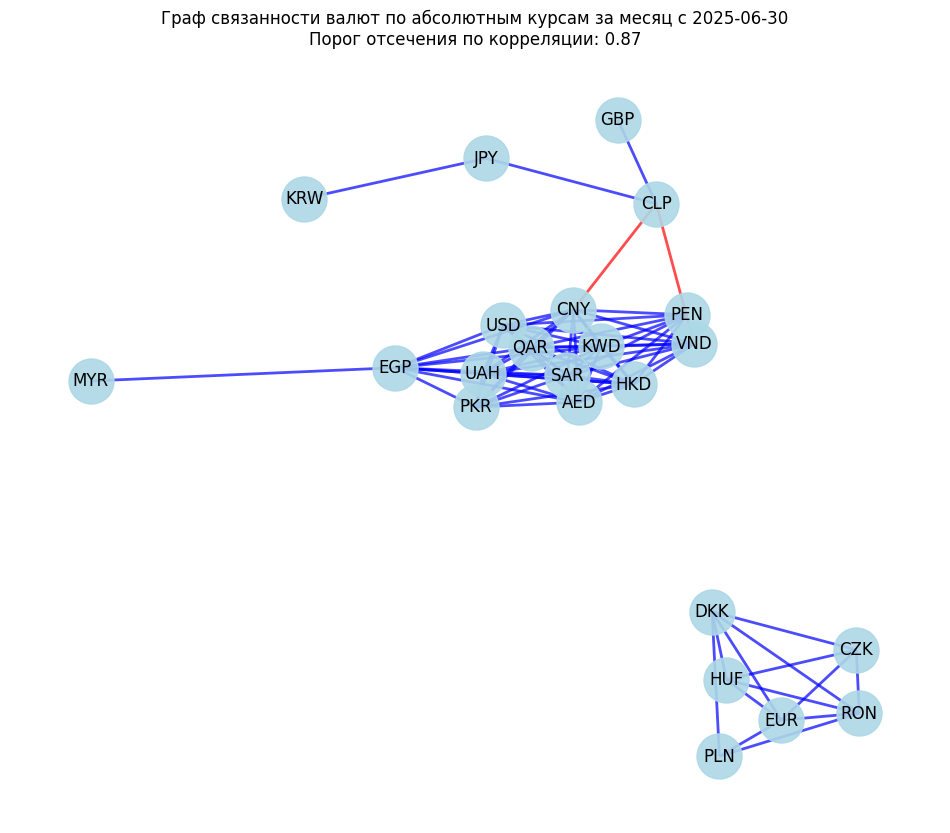 Граф связанности валют по абсолютным курсам за месяц с 2025-06-30
Порог отсечения по корреляции: 0.87
GBP
JPY
KRW
CLP
CNY
PEN
USD
QAR
KWD
VND
EGP
UAH
SAR
MYR
HKD
PKR
AED
DKK
CZK
HUF
RON
EUR
PLN